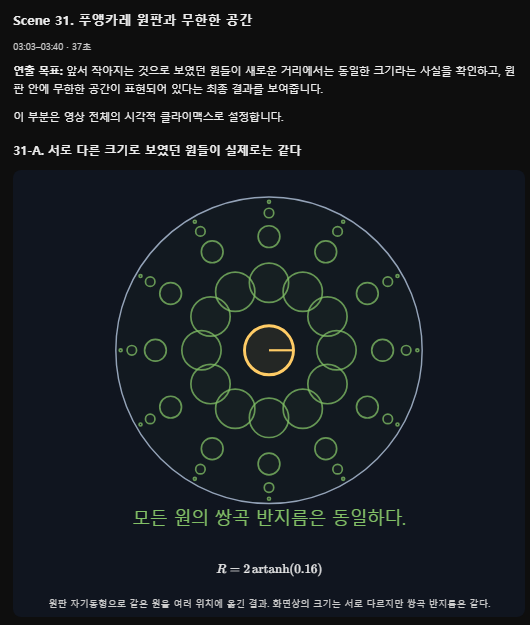 Scene 31. 푸앵카레 원판과 무한한 공간
03:03–03:40 · 37초
연출 목표: 앞서 작아지는 것으로 보였던 원들이 새로운 거리에서는 동일한 크기라는 사실을 확인하고, 원
판 안에 무한한 공간이 표현되어 있다는 최종 결과를 보여줍니다.
이 부분은 영상 전체의 시각적 클라이맥스로 설정합니다.
31-A. 서로 다른 크기로 보였던 원들이 실제로는 같다
모든 원의 쌍곡 반지름은 동일하다.
R = 2 artanh(0.16)
원판 자기동형으로 같은 원을 여러 위치에 옮긴 결과. 화면상의 크기는 서로 다르지만 쌍곡 반지름은 같다.